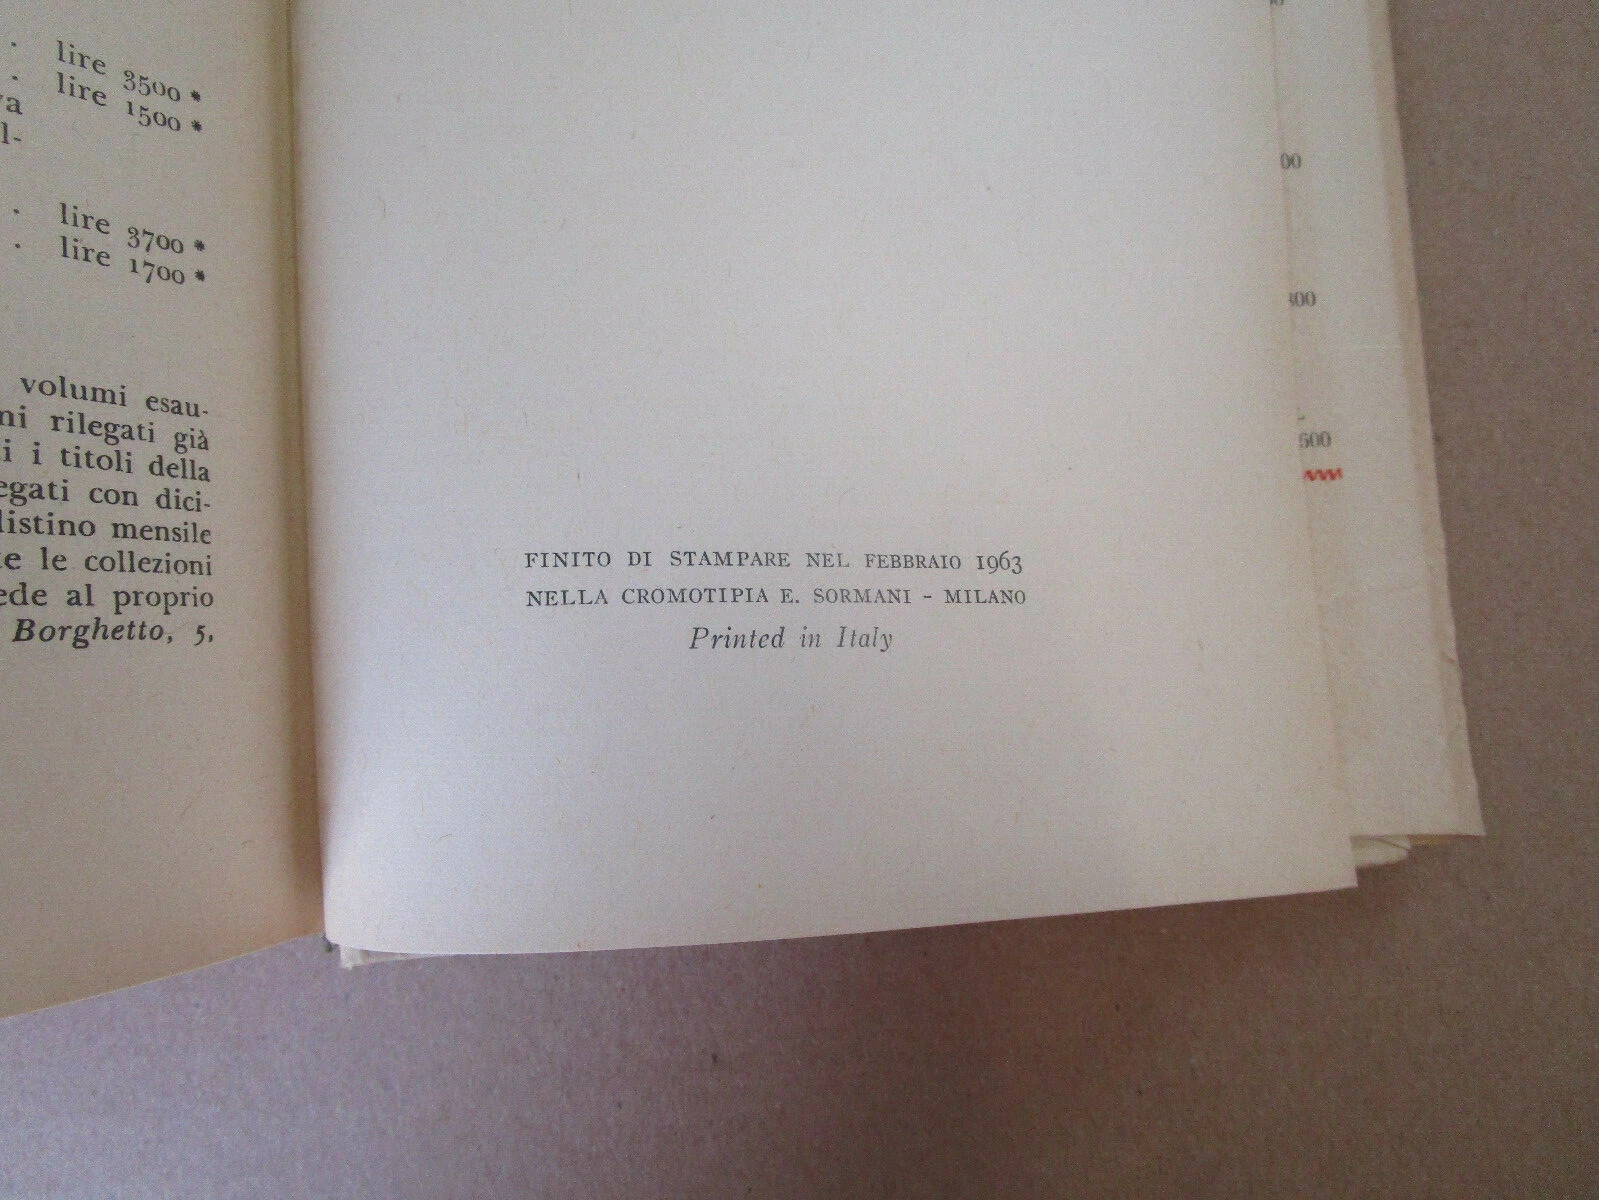 lire 3500 *
lire 1500 *
lire 3700 *
lire 1700 *
volumi esau-
rilegati già
i titoli della
con dici-
listino mensile
le collezioni
al proprio
Borghetto, 5,
FINITO DI STAMPARE NEL FEBBRAIO 1963
NELLA CROMOTIPIA E. SORMANI - MILANO
Printed in Italy